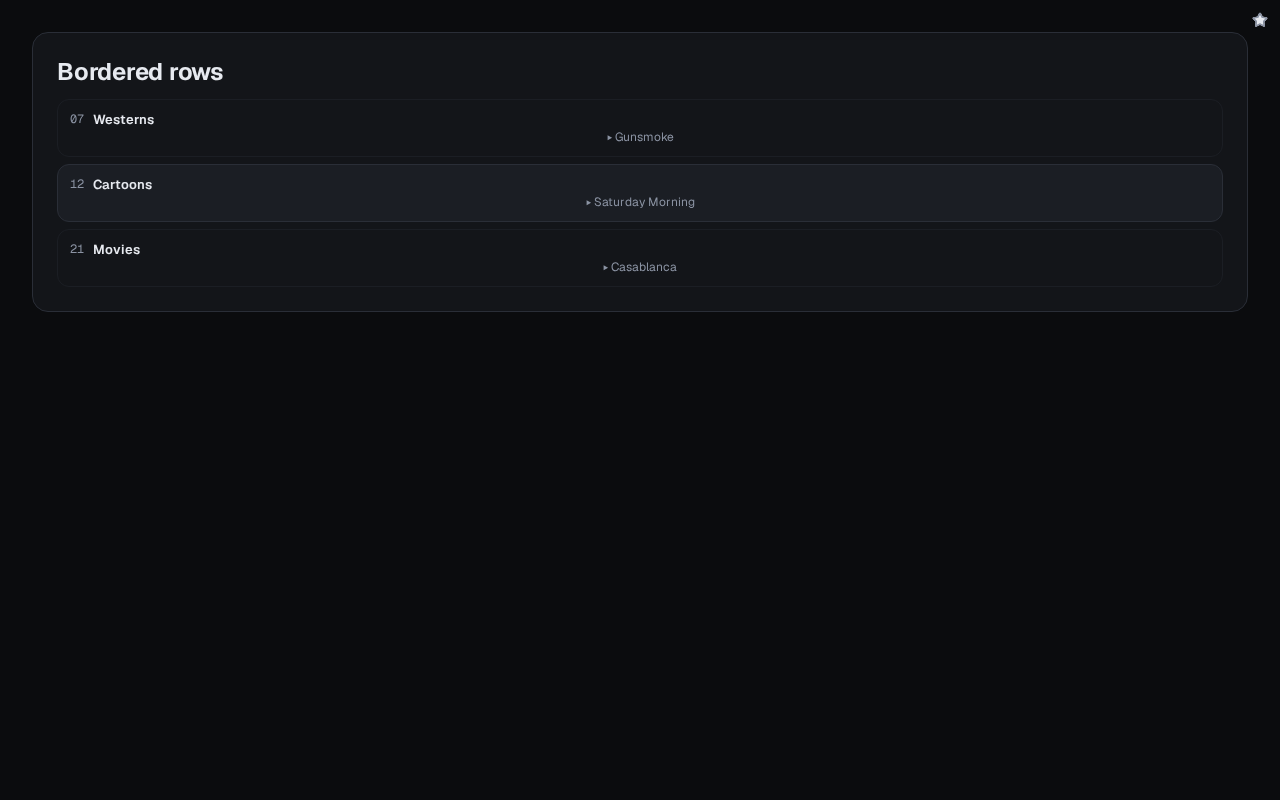 Bordered rows
07 Westerns
▸ Gunsmoke
12 Cartoons
▸ Saturday Morning
21 Movies
▸ Casablanca